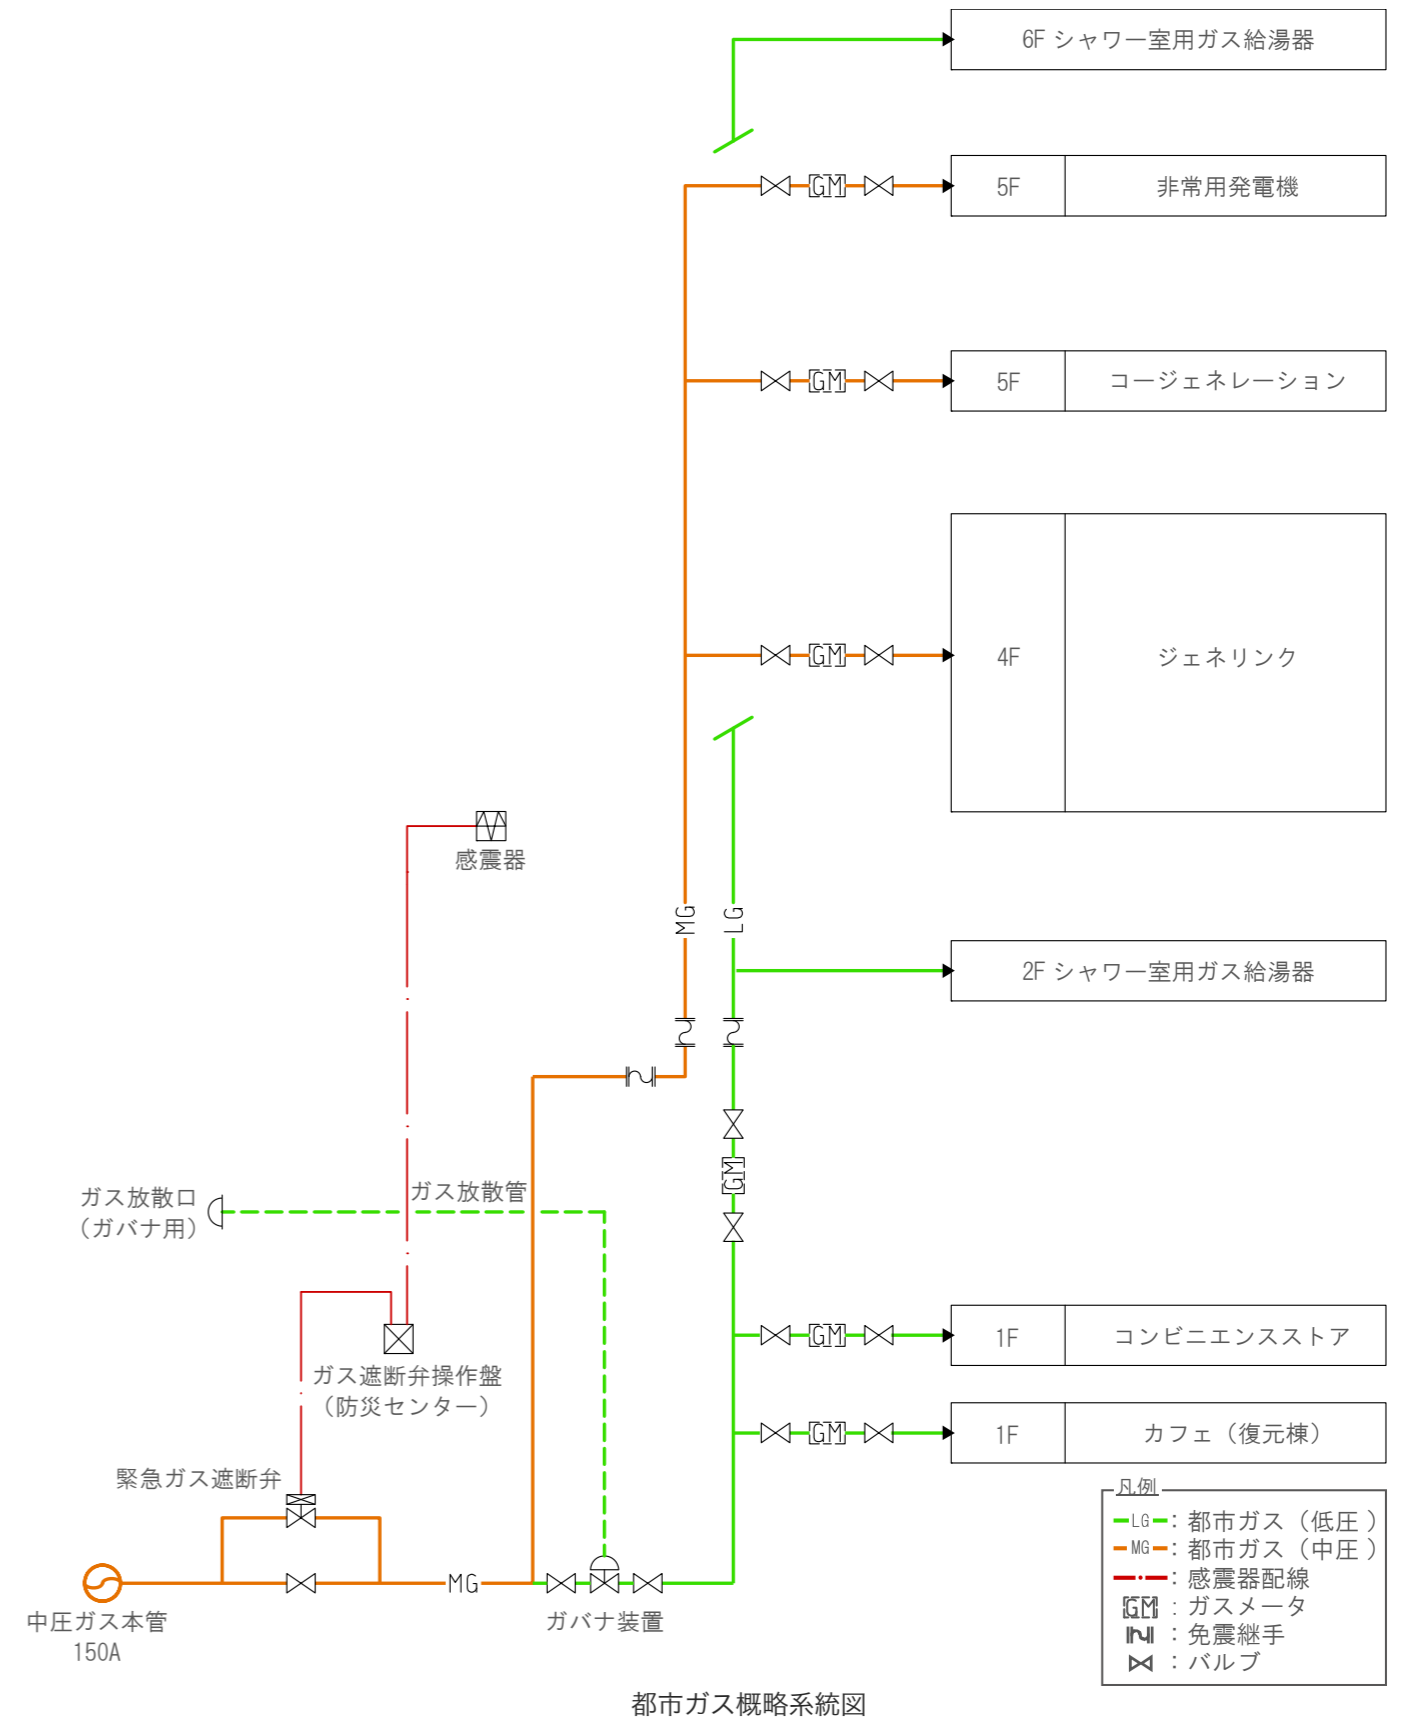 6F シャワー室用ガス給湯器
GM
5F
非常用発電機
GM
5F
コージェネレーション
GM
4F
ジェネリンク
感震器
MG
LG
2F シャワー室用ガス給湯器
GM
ガス放散口
（ガバナ用）
ガス放散管
GM
1F
コンビニエンスストア
ガス遮断弁操作盤
（防災センター）
GM
1F
カフェ（復元棟）
緊急ガス遮断弁
MG
中圧ガス本管
150A
ガバナ装置
凡例
LG : 都市ガス（低圧 ）
MG : 都市ガス（中圧 ）
: 感震器配線
GM : ガスメータ
: 免震継手
: バルブ
都市ガス概略系統図